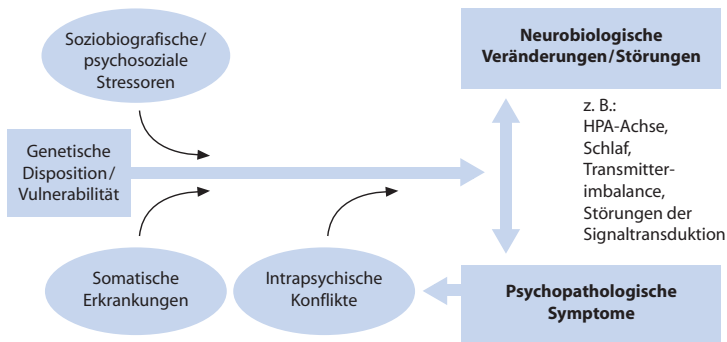 Soziobiografische/
psychosoziale
Stressoren
Neurobiologische
Veränderungen/Störungen
Genetische
Disposition/
Vulnerabilität
z. B.:
HPA-Achse,
Schlaf,
Transmitter-
imbalance,
Störungen der
Signaltransduktion
Somatische
Erkrankungen
Intrapsychische
Konflikte
Psychopathologische
Symptome